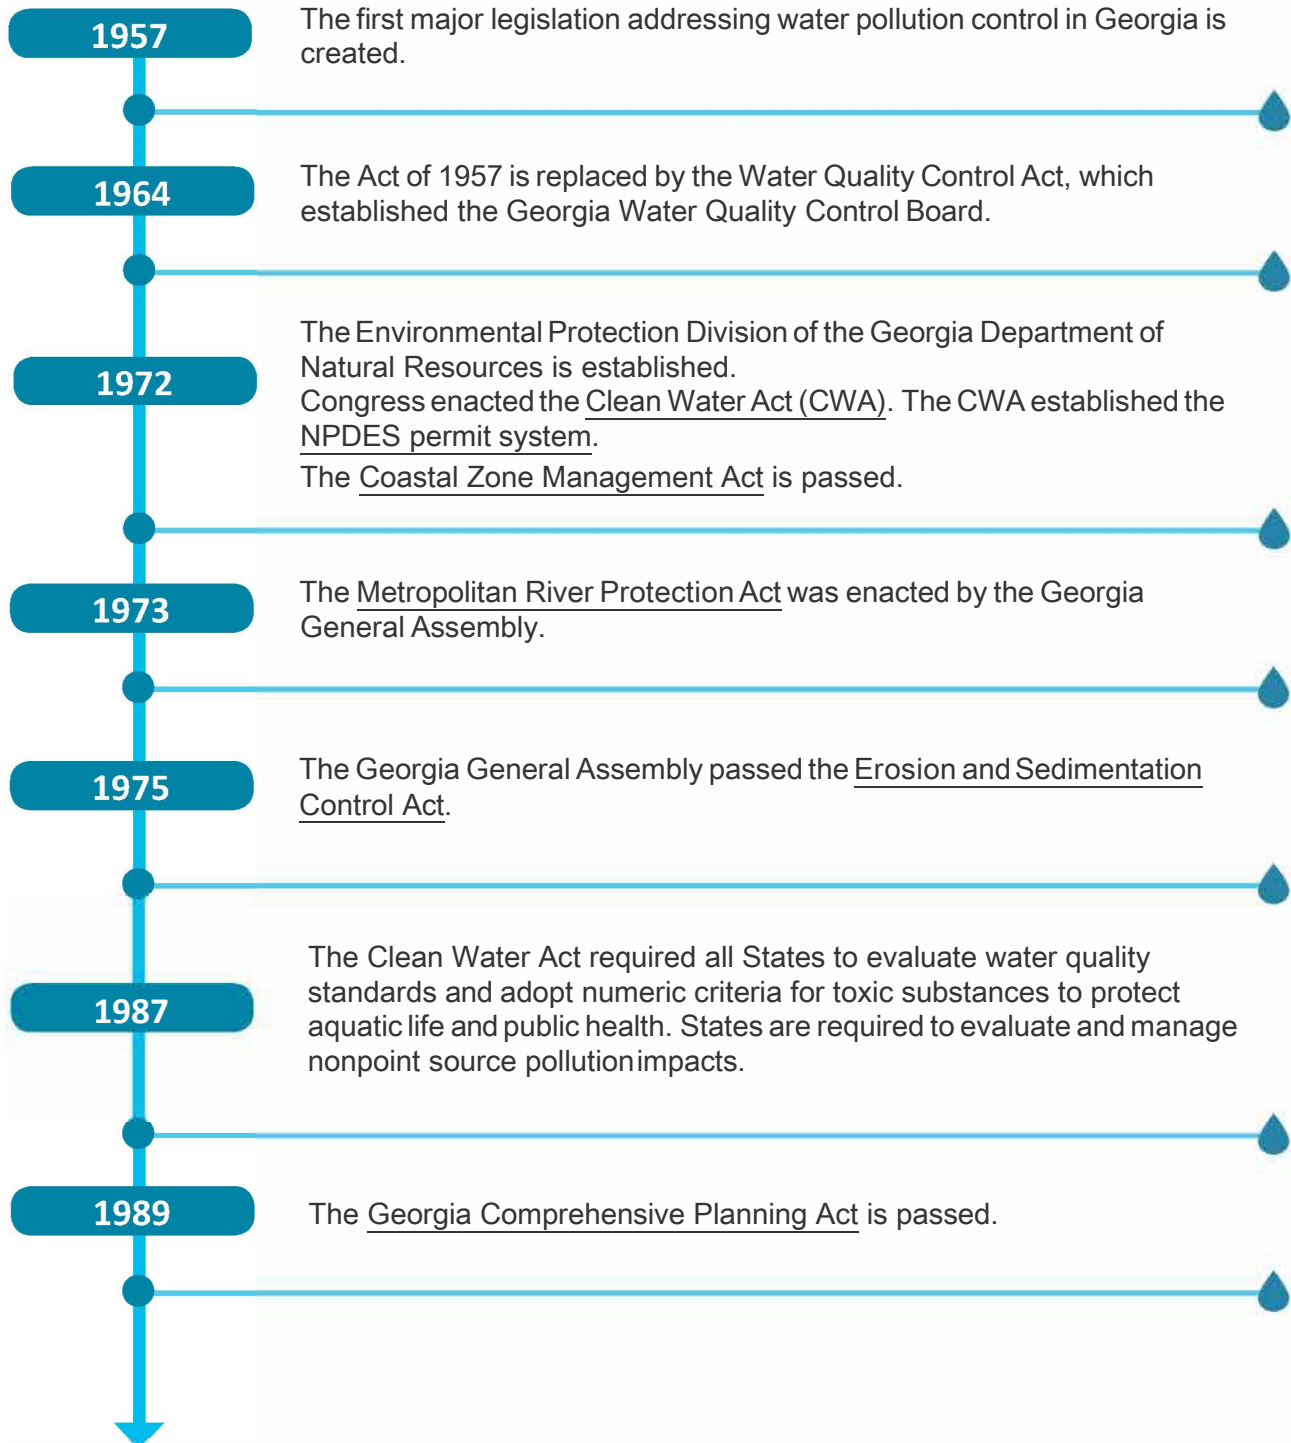 1957
The first major legislation addressing water pollution control in Georgia is
created.
1964
The Act of 1957 is replaced by the Water Quality Control Act, which
established the Georgia Water Quality Control Board.
1972
The Environmental Protection Division of the Georgia Department of
Natural Resources is established.
Congress enacted the Clean Water Act (CWA). The CWA established the
NPDES permit system.
The Coastal Zone Management Act is passed.
1973
The Metropolitan River Protection Act was enacted by the Georgia
General Assembly.
1975
The Georgia General Assembly passed the Erosion and Sedimentation
Control Act.
1987
The Clean Water Act required all States to evaluate water quality
standards and adopt numeric criteria for toxic substances to protect
aquatic life and public health. States are required to evaluate and manage
nonpoint source pollution impacts.
1989
The Georgia Comprehensive Planning Act is passed.